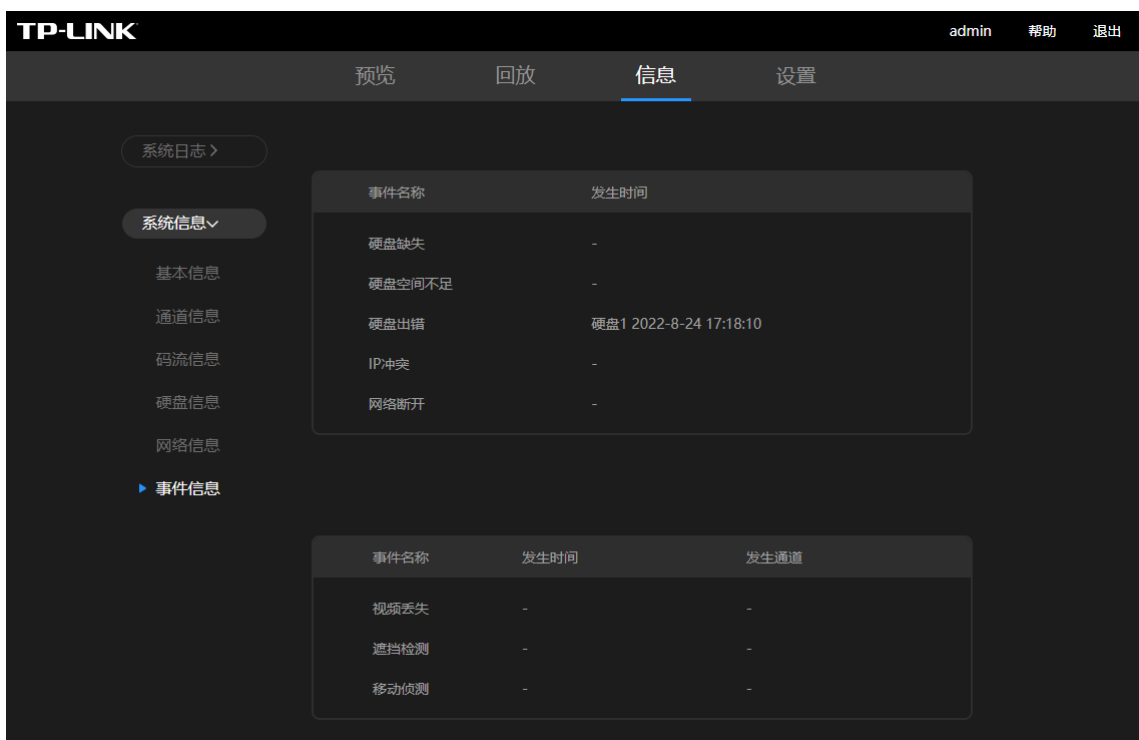 TP-LINK admin 帮助 退出
预览 回放 信息 设置
系统日志
系统信息
基本信息
通道信息
码流信息
硬盘信息
网络信息
事件信息
事件名称 发生时间
硬盘缺失 -
硬盘空间不足 -
硬盘出错 硬盘1 2022-8-24 17:18:10
IP冲突 -
网络断开 -
事件名称 发生时间 发生通道
视频丢失 - -
遮挡检测 - -
移动侦测 - -